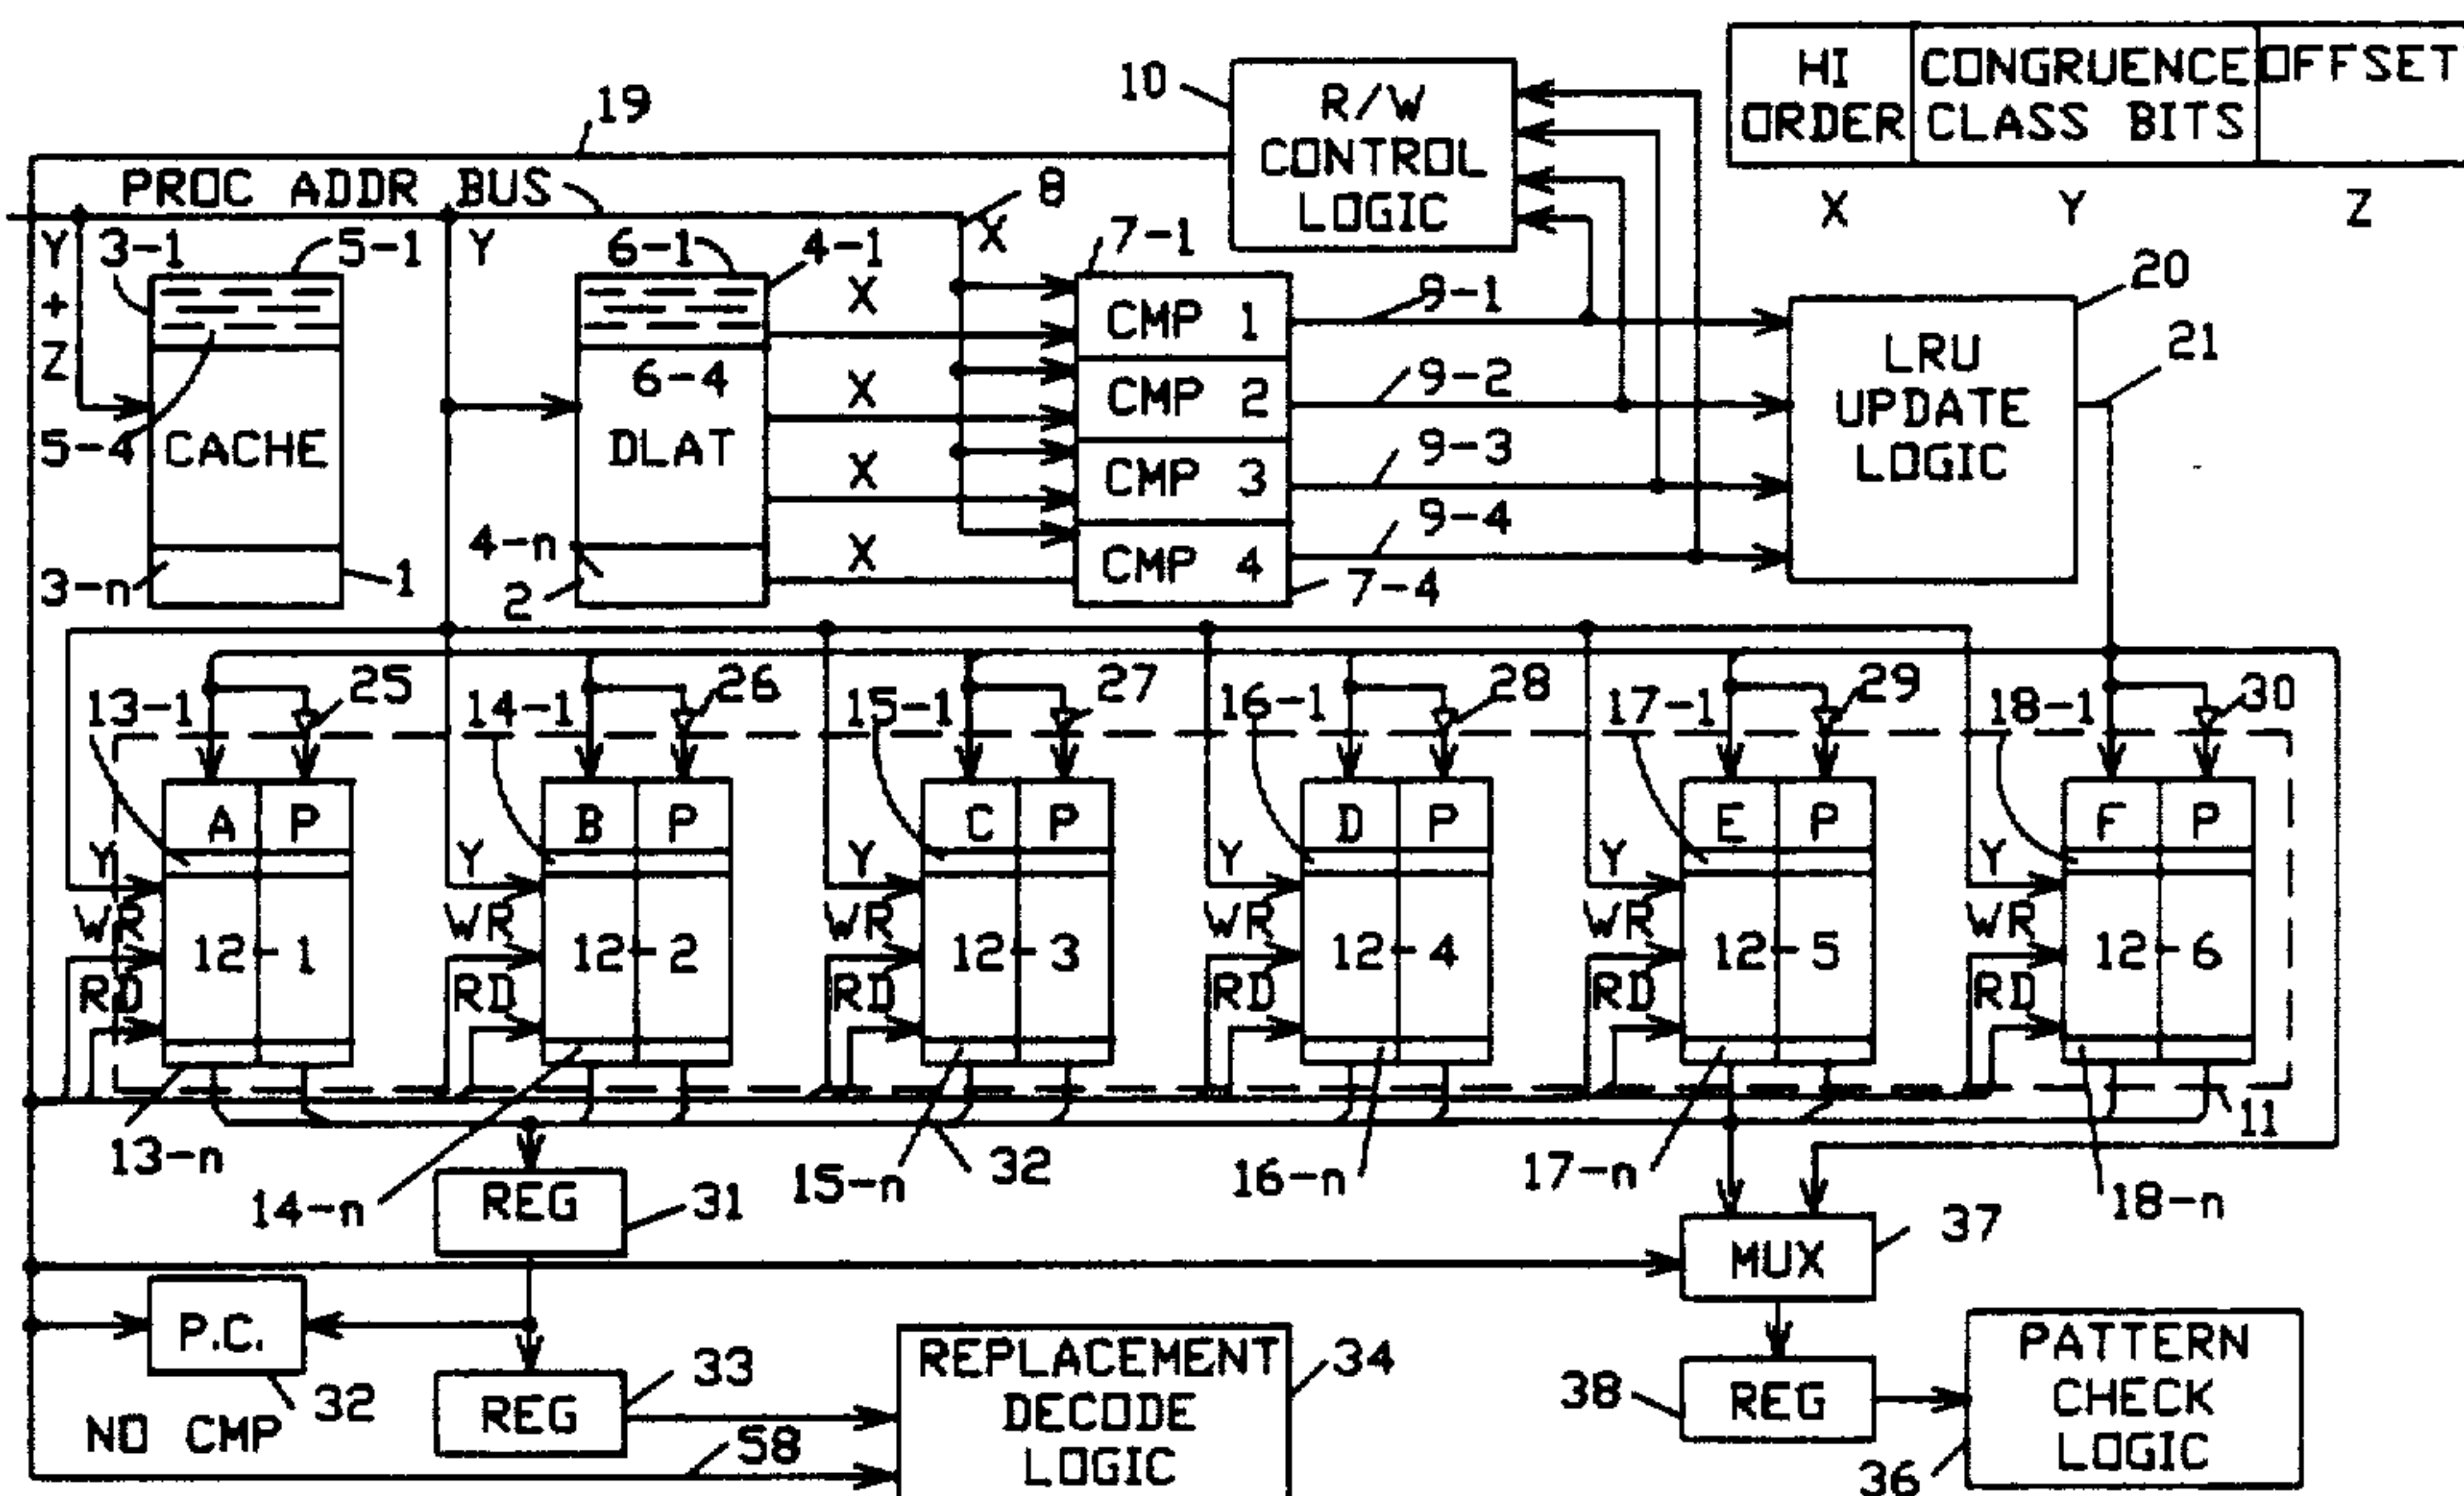 HI ORDER
CONGRUENCE CLASS BITS
OFFSET
X Y Z
10
R/W CONTROL LOGIC
19
PROC ADDR BUS
8
Y + Z
3-1
5-1
Y
6-1
4-1
X
X
7-1
20
21
CMP 1
CMP 2
CMP 3
CMP 4
9-1
9-2
9-3
9-4
LRU UPDATE LOGIC
6-4
DLAT
X
X
X
5-4
CACHE
4-n
3-n
1
2
7-4
13-1
25
14-1
26
15-1
27
16-1
28
17-1
29
18-1
30
A P
B P
C P
D P
E P
F P
Y
Y
Y
Y
Y
Y
WR
WR
WR
WR
WR
WR
12-1
12-2
12-3
12-4
12-5
12-6
RD
RD
RD
RD
RD
RD
13-n
14-n
15-n
32
16-n
17-n
18-n
11
REG
31
MUX
37
P.C.
32
REG
33
REPLACEMENT DECODE LOGIC
34
38
REG
PATTERN CHECK LOGIC
36
NO CMP
58